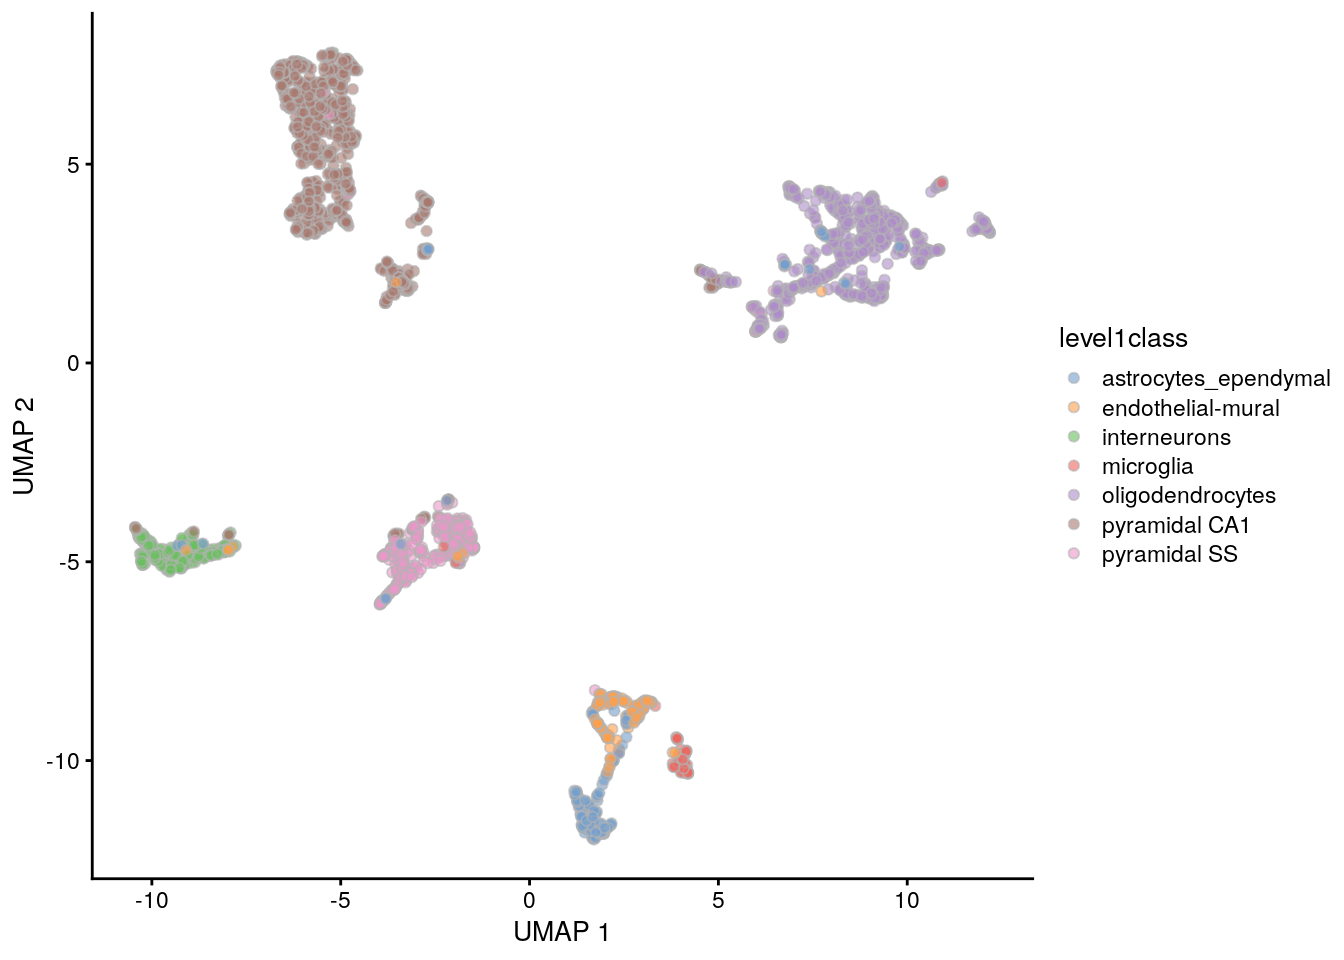 5
0
-5
-10
UMAP 2
-10
-5
0
5
10
UMAP 1
level1class
astrocytes_ependymal
endothelial-mural
interneurons
microglia
oligodendrocytes
pyramidal CA1
pyramidal SS